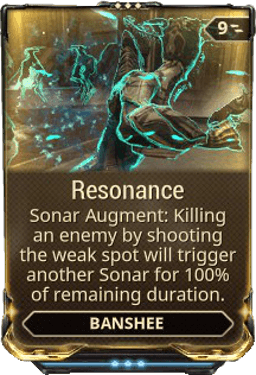 9
Resonance
Sonar Augment: Killing
an enemy by shooting
the weak spot will trigger
another Sonar for 100%
of remaining duration.
BANSHEE